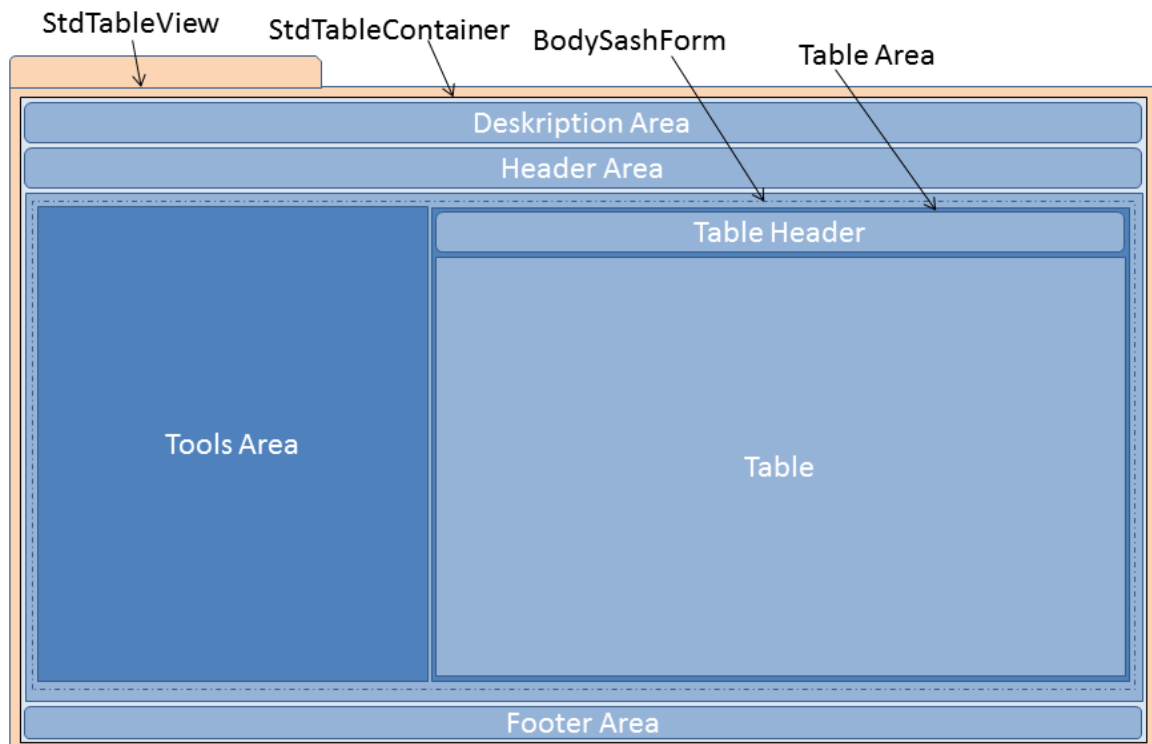 StdTableView
StdTableContainer
BodySashForm
Table Area
Deskription Area
Header Area
Table Header
Tools Area
Table
Footer Area